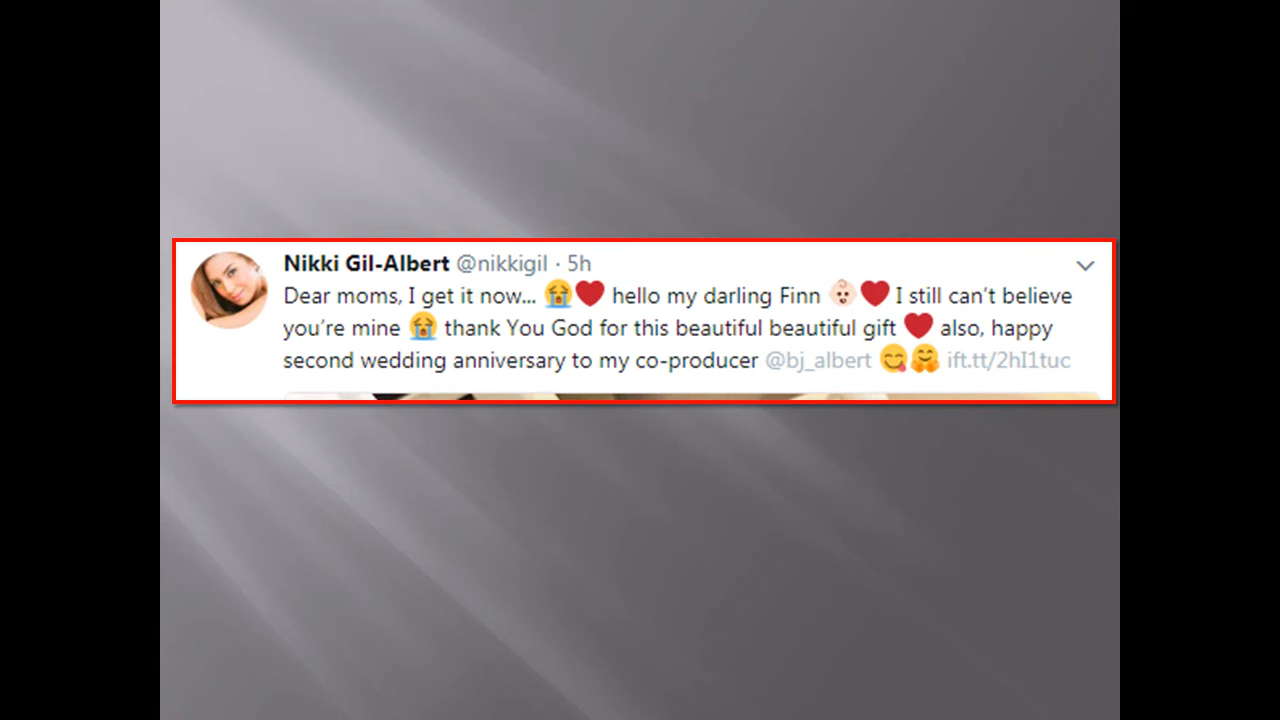 Nikki Gil-Albert @nikkigil · 5h
Dear moms, I get it now... 😭❤️ hello my darling Finn 👶🏻❤️ I still can't believe
you're mine 😭 thank You God for this beautiful beautiful gift ❤️ also, happy
second wedding anniversary to my co-producer @bj_albert 😋🤗 ift.tt/2hI1tuc